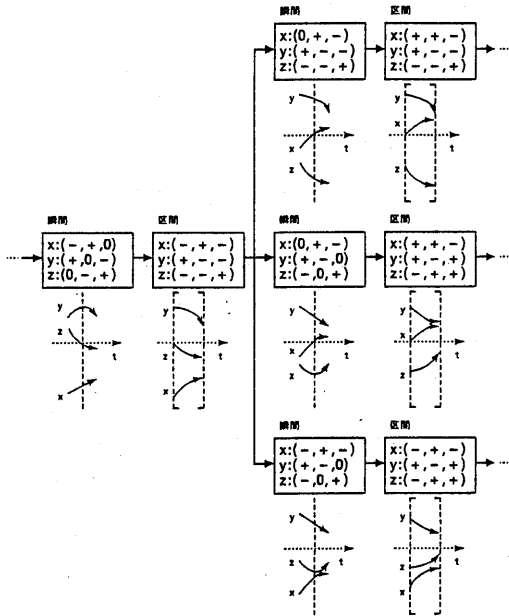 瞬間
x:(0,+,-)
y:(+,-,-)
z:(-,-,+)
区間
x:(+,+,-)
y:(+,-,-)
z:(-,-,+)
y
x
z
t
y
x
z
t
瞬間
x:(-,+,0)
y:(+,0,-)
z:(0,-,+)
区間
x:(-,+,-)
y:(+,-,-)
z:(-,-,+)
瞬間
x:(0,+,-)
y:(+,-,0)
z:(-,0,+)
区間
x:(+,+,-)
y:(+,-,+)
z:(-,+,+)
y
z
x
t
y
z
x
t
y
x
z
t
y
x
z
t
瞬間
x:(-,+,-)
y:(+,-,0)
z:(-,0,+)
区間
x:(-,+,-)
y:(+,-,+)
z:(-,+,+)
y
z
x
t
y
z
x
t